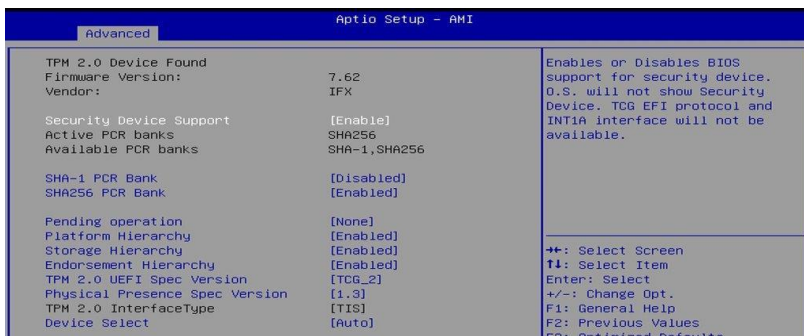 Aptio Setup - AMI
Advanced
TPM 2.0 Device Found
Firmware Version: 7.62
Vendor: IFX
Security Device Support [Enable]
Active PCR banks SHA256
Available PCR banks SHA-1,SHA256
SHA-1 PCR Bank [Disabled]
SHA256 PCR Bank [Enabled]
Pending operation [None]
Platform Hierarchy [Enabled]
Storage Hierarchy [Enabled]
Endorsement Hierarchy [Enabled]
TPM 2.0 UEFI Spec Version [TCG_2]
Physical Presence Spec Version [1.3]
TPM 2.0 InterfaceType [TIS]
Device Select [Auto]
Enables or Disables BIOS
support for security device.
O.S. will not show Security
Device. TCG EFI protocol and
INT1A interface will not be
available.
→←: Select Screen
↑↓: Select Item
Enter: Select
+/-: Change Opt.
F1: General Help
F2: Previous Values
F3: Optimized Defaults